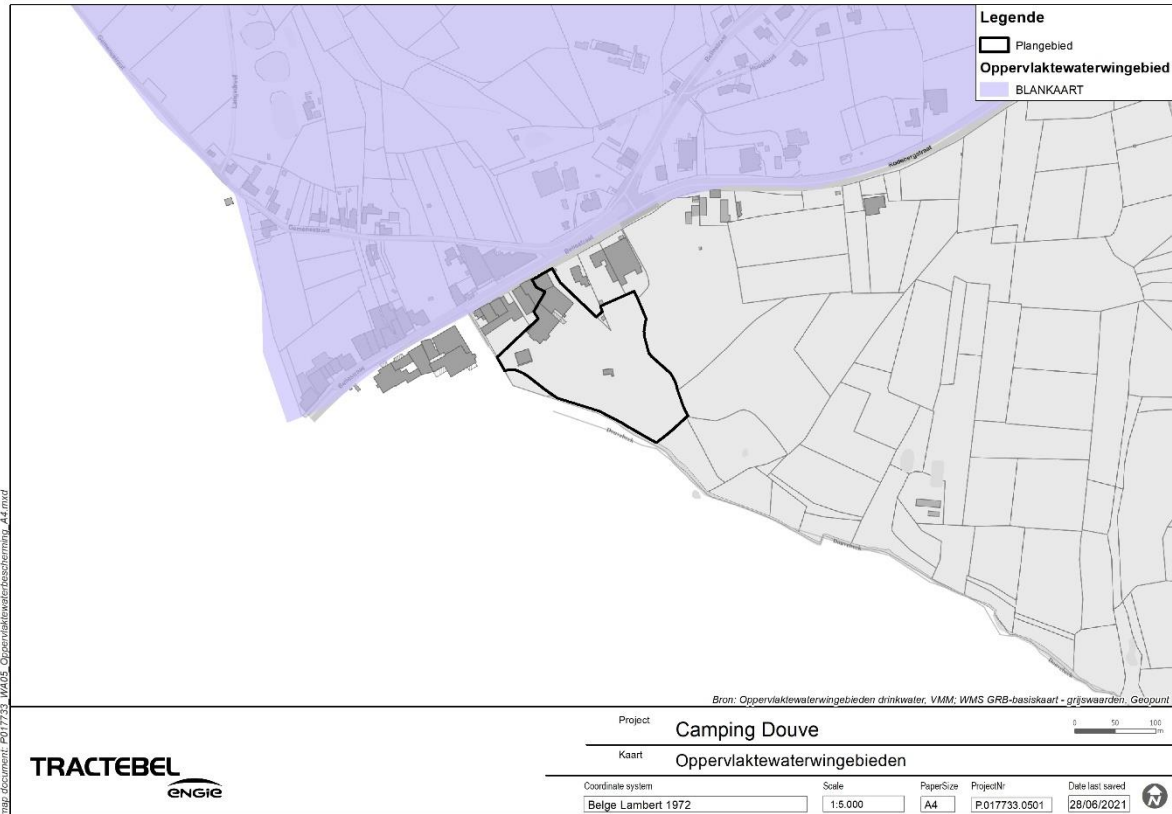 Legende
Plangebied
Oppervlaktewaterwingebied
BLANKAART
Rodebergstraat
Bron: Oppervlaktewaterwingebieden drinkwater, VMM; WMS GRB-basiskaart - grijswaarden, Geopunt
map document: P017733_WA05_Oppervlaktewaterbescherming_A4.mxd
TRACTEBEL
ENGIE
Project Camping Douve
0 50 100
m
Kaart Oppervlaktewaterwingebieden
Coordinate system Scale PaperSize ProjectNr Date last saved
Belge Lambert 1972 1:5.000 A4 P.017733.0501 28/06/2021
N